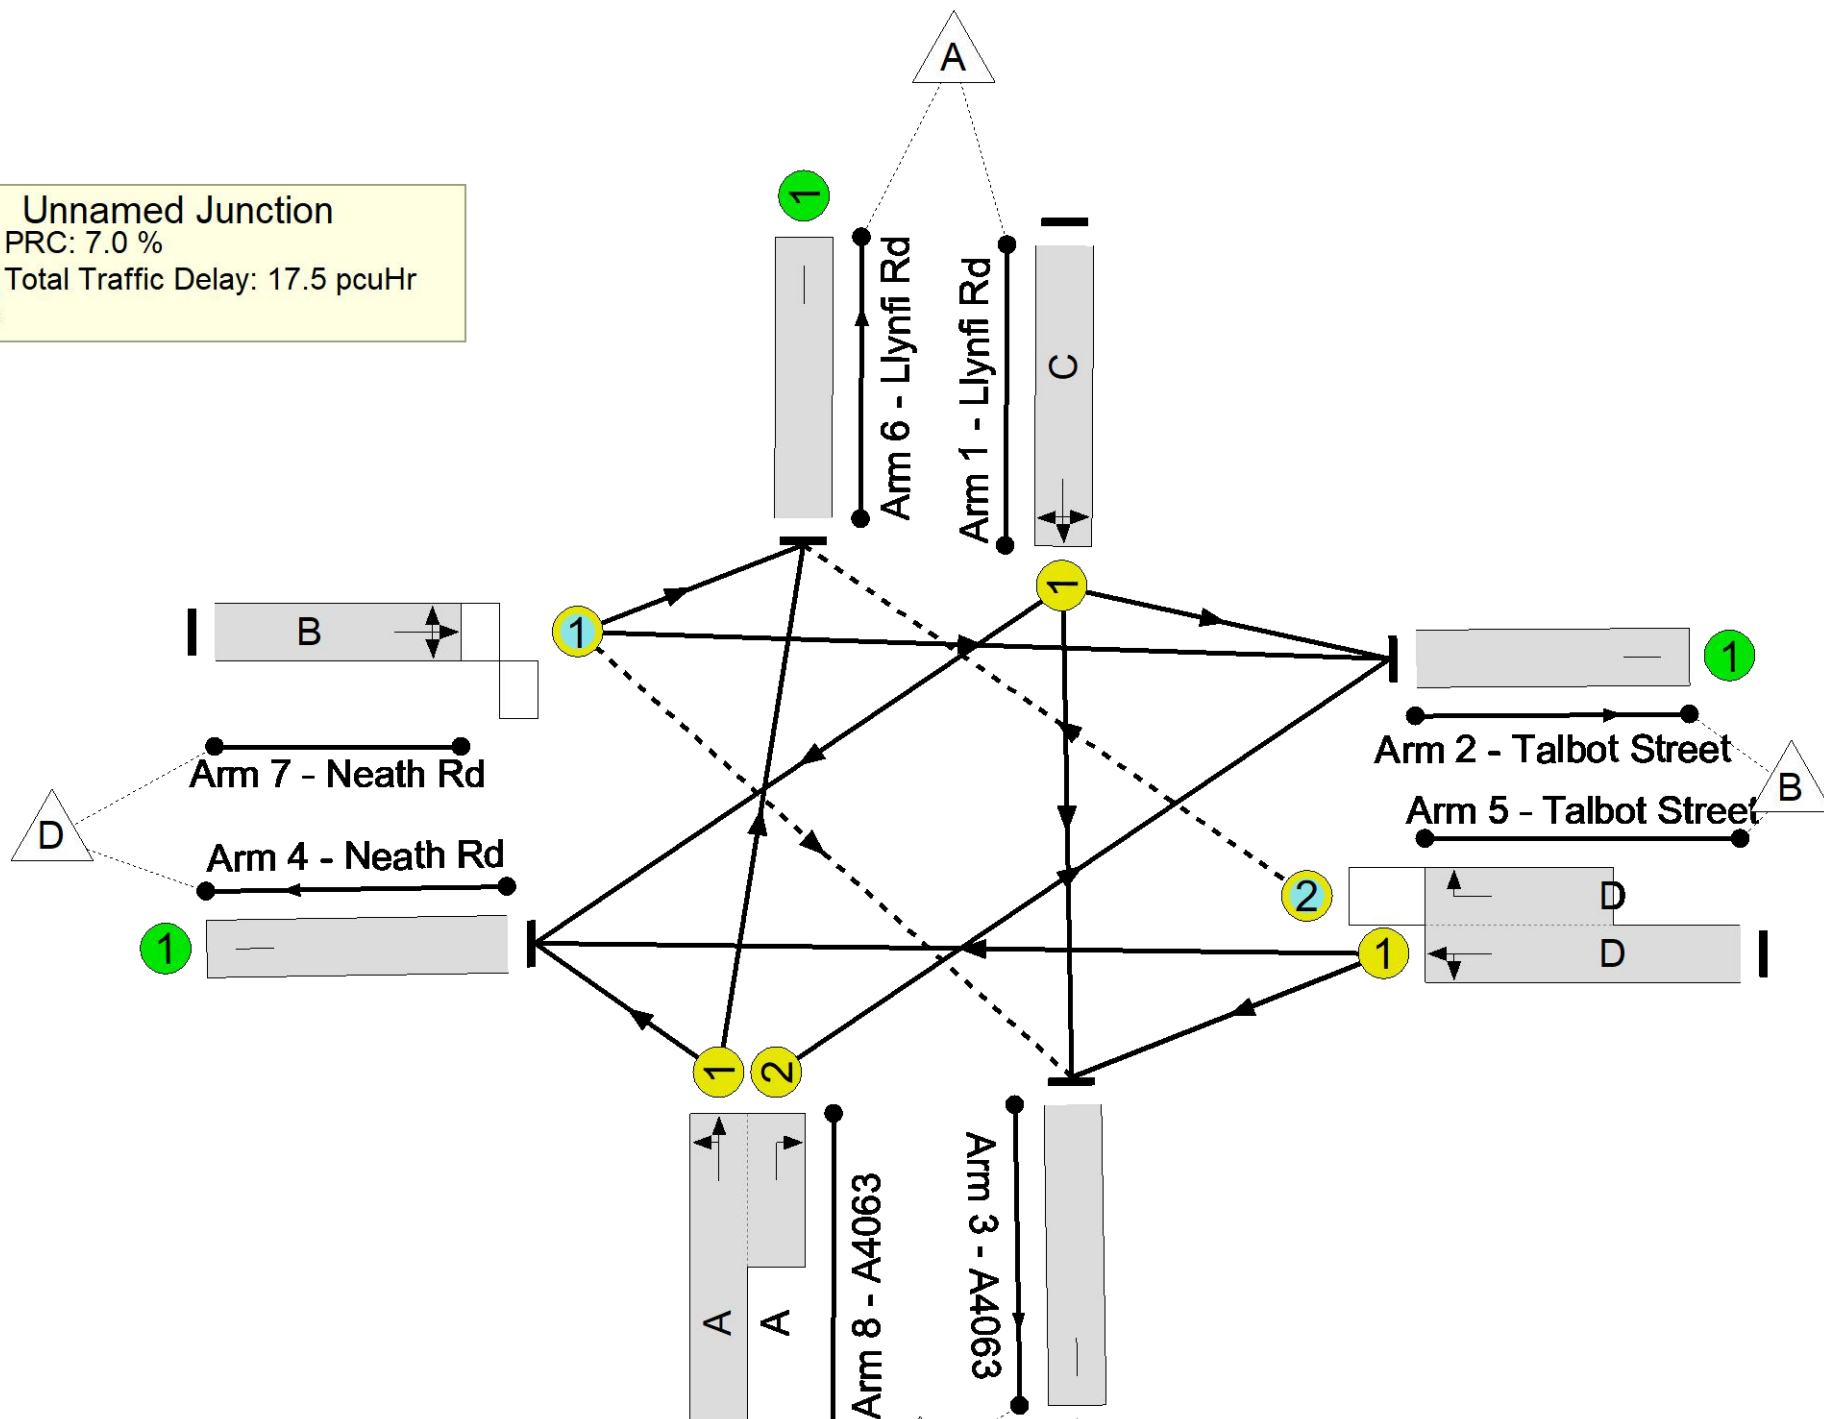 A
Unnamed Junction
PRC: 7.0 %
Total Traffic Delay: 17.5 pcuHr
1
Arm 6 - Llynfi Rd
Arm 1 - Llynfi Rd
C
1
B
1
1
Arm 7 - Neath Rd
Arm 2 - Talbot Street
B
D
Arm 5 - Talbot Street
Arm 4 - Neath Rd
2
D
1
1
D
1
2
Arm 8 - A4063
Arm 3 - A4063
A
A